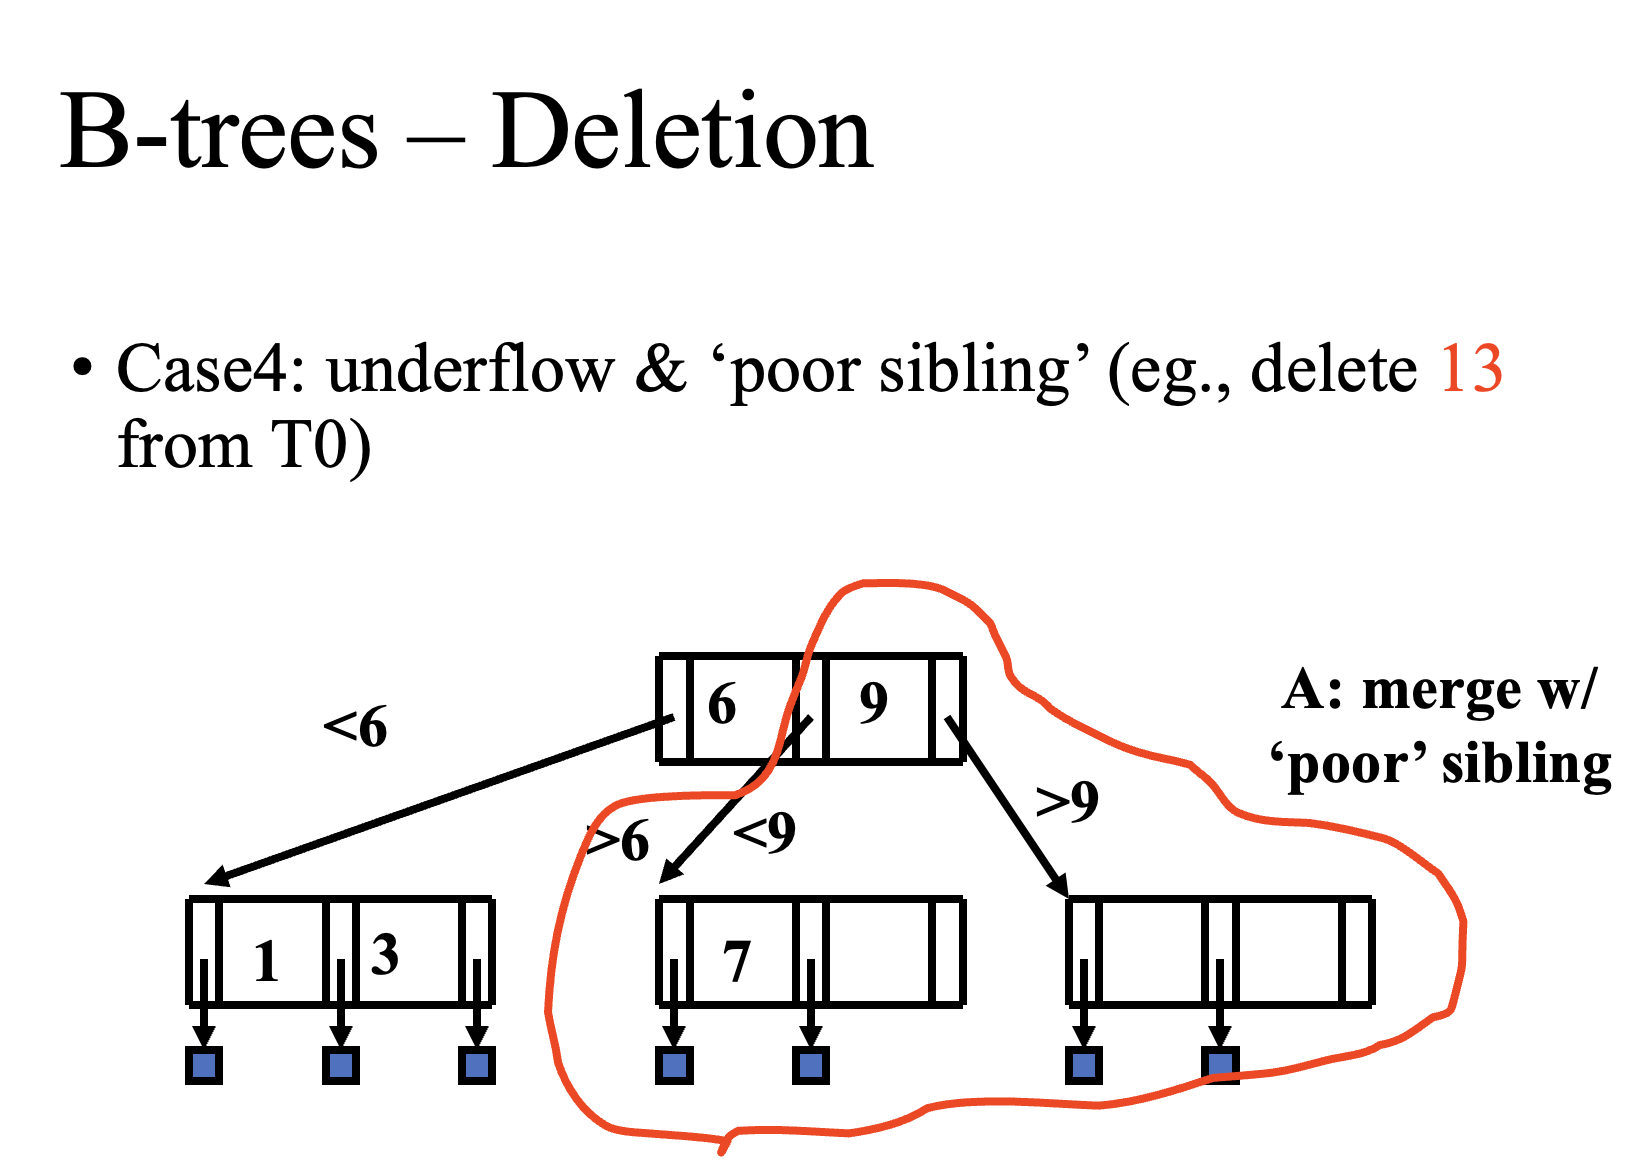 B-trees – Deletion
• Case4: underflow & ‘poor sibling’ (eg., delete 13
from T0)
6 9
A: merge w/
‘poor’ sibling
<6
>9
>6 <9
1 3
7